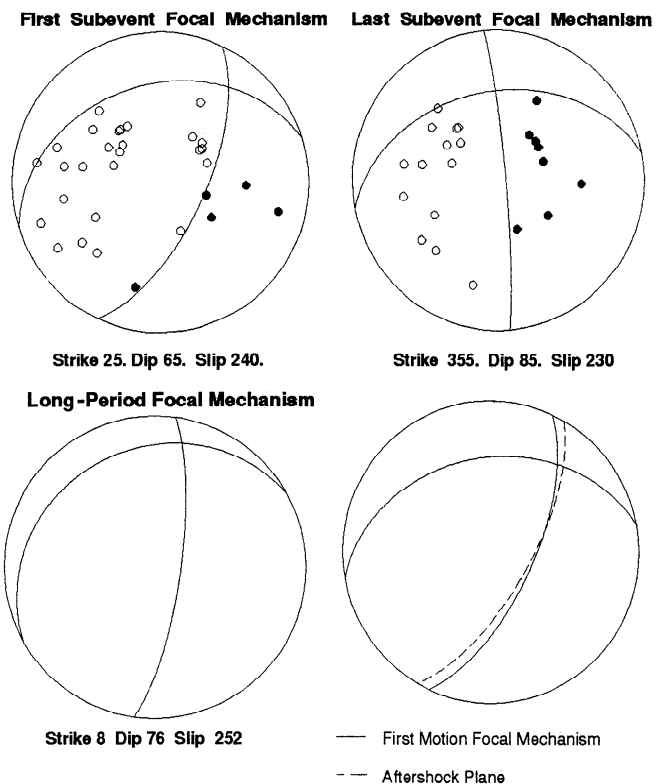 First Subevent Focal Mechanism
Last Subevent Focal Mechanism
Strike 25. Dip 65. Slip 240.
Strike 355. Dip 85. Slip 230
Long-Period Focal Mechanism
Strike 8 Dip 76 Slip 252
First Motion Focal Mechanism
Aftershock Plane